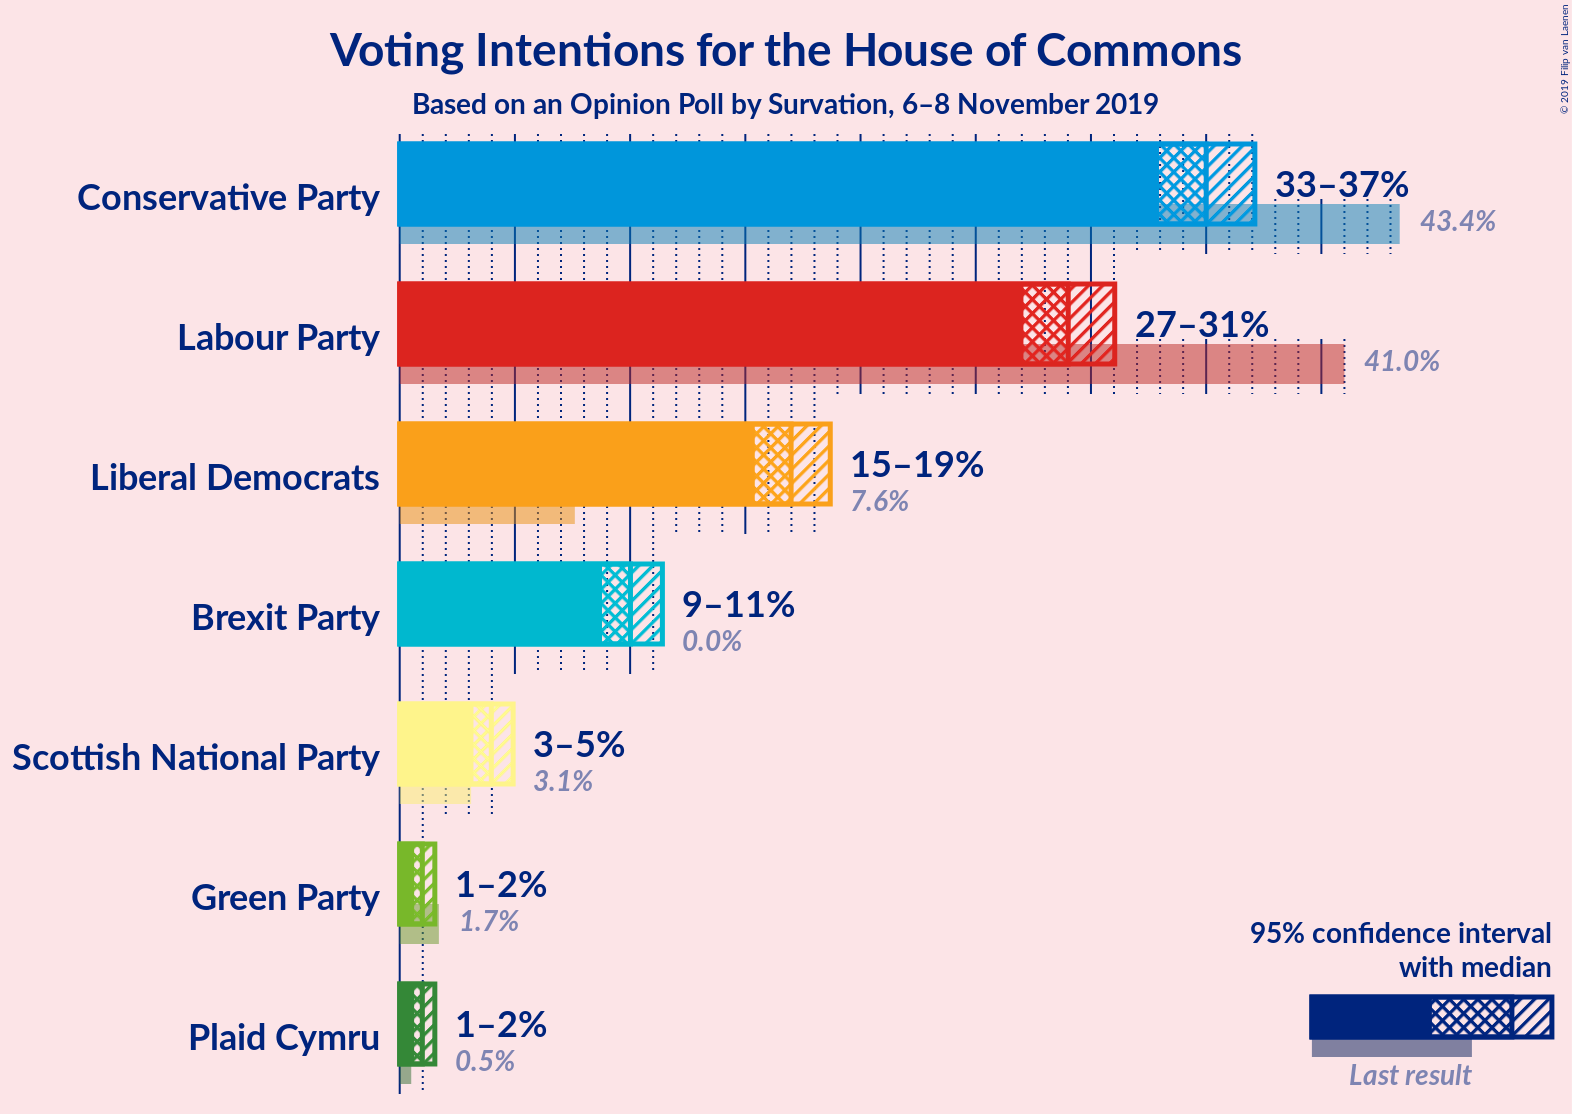 Voting Intentions for the House of Commons
Based on an Opinion Poll by Survation, 6–8 November 2019
© 2019 Filip van Laenen
Conservative Party
33–37%
43.4%
Labour Party
27–31%
41.0%
Liberal Democrats
15–19%
7.6%
Brexit Party
9–11%
0.0%
Scottish National Party
3–5%
3.1%
Green Party
1–2%
1.7%
Plaid Cymru
1–2%
0.5%
95% confidence interval
with median
Last result